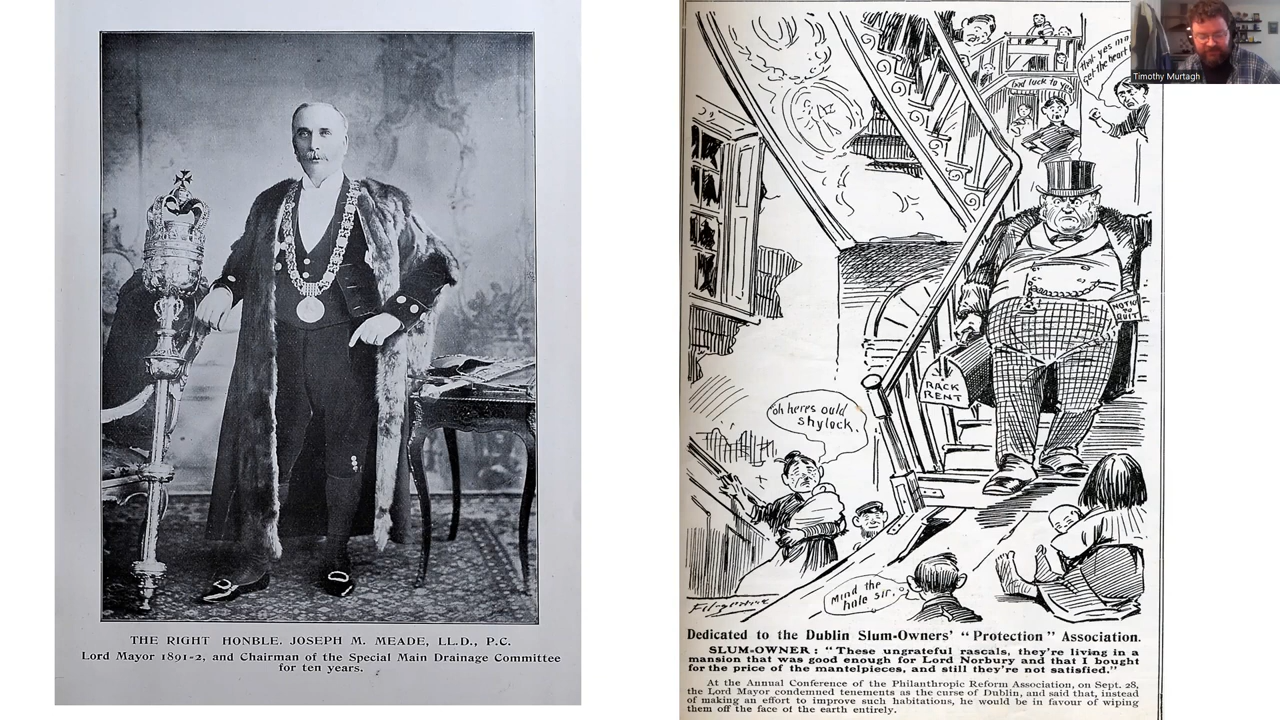 THE RIGHT HONBLE. JOSEPH M. MEADE, LL.D., P.C.
Lord Mayor 1891-2, and Chairman of the Special Main Drainage Committee
for ten years.
Timothy Murtagh
bad luck to ye
RACK
RENT
NOTICE
TO
QUIT
oh heres ould
shylock.
Mind the
hole sir.
Dedicated to the Dublin Slum-Owners' "Protection" Association.
SLUM-OWNER: "These ungrateful rascals, they're living in a
mansion that was good enough for Lord Norbury and that I bought
for the price of the mantelpieces, and still they're not satisfied."
At the Annual Conference of the Philanthropic Reform Association, on Sept. 28,
the Lord Mayor condemned tenements as the curse of Dublin, and said that, instead
of making an effort to improve such habitations, he would be in favour of wiping
them off the face of the earth entirely.